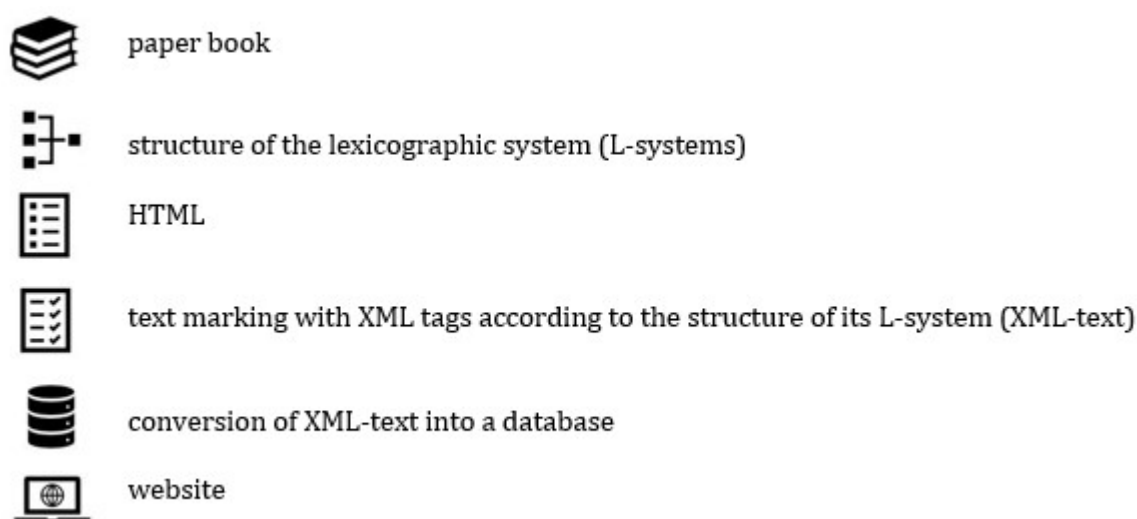 paper book
structure of the lexicographic system (L-systems)
HTML
text marking with XML tags according to the structure of its L-system (XML-text)
conversion of XML-text into a database
website